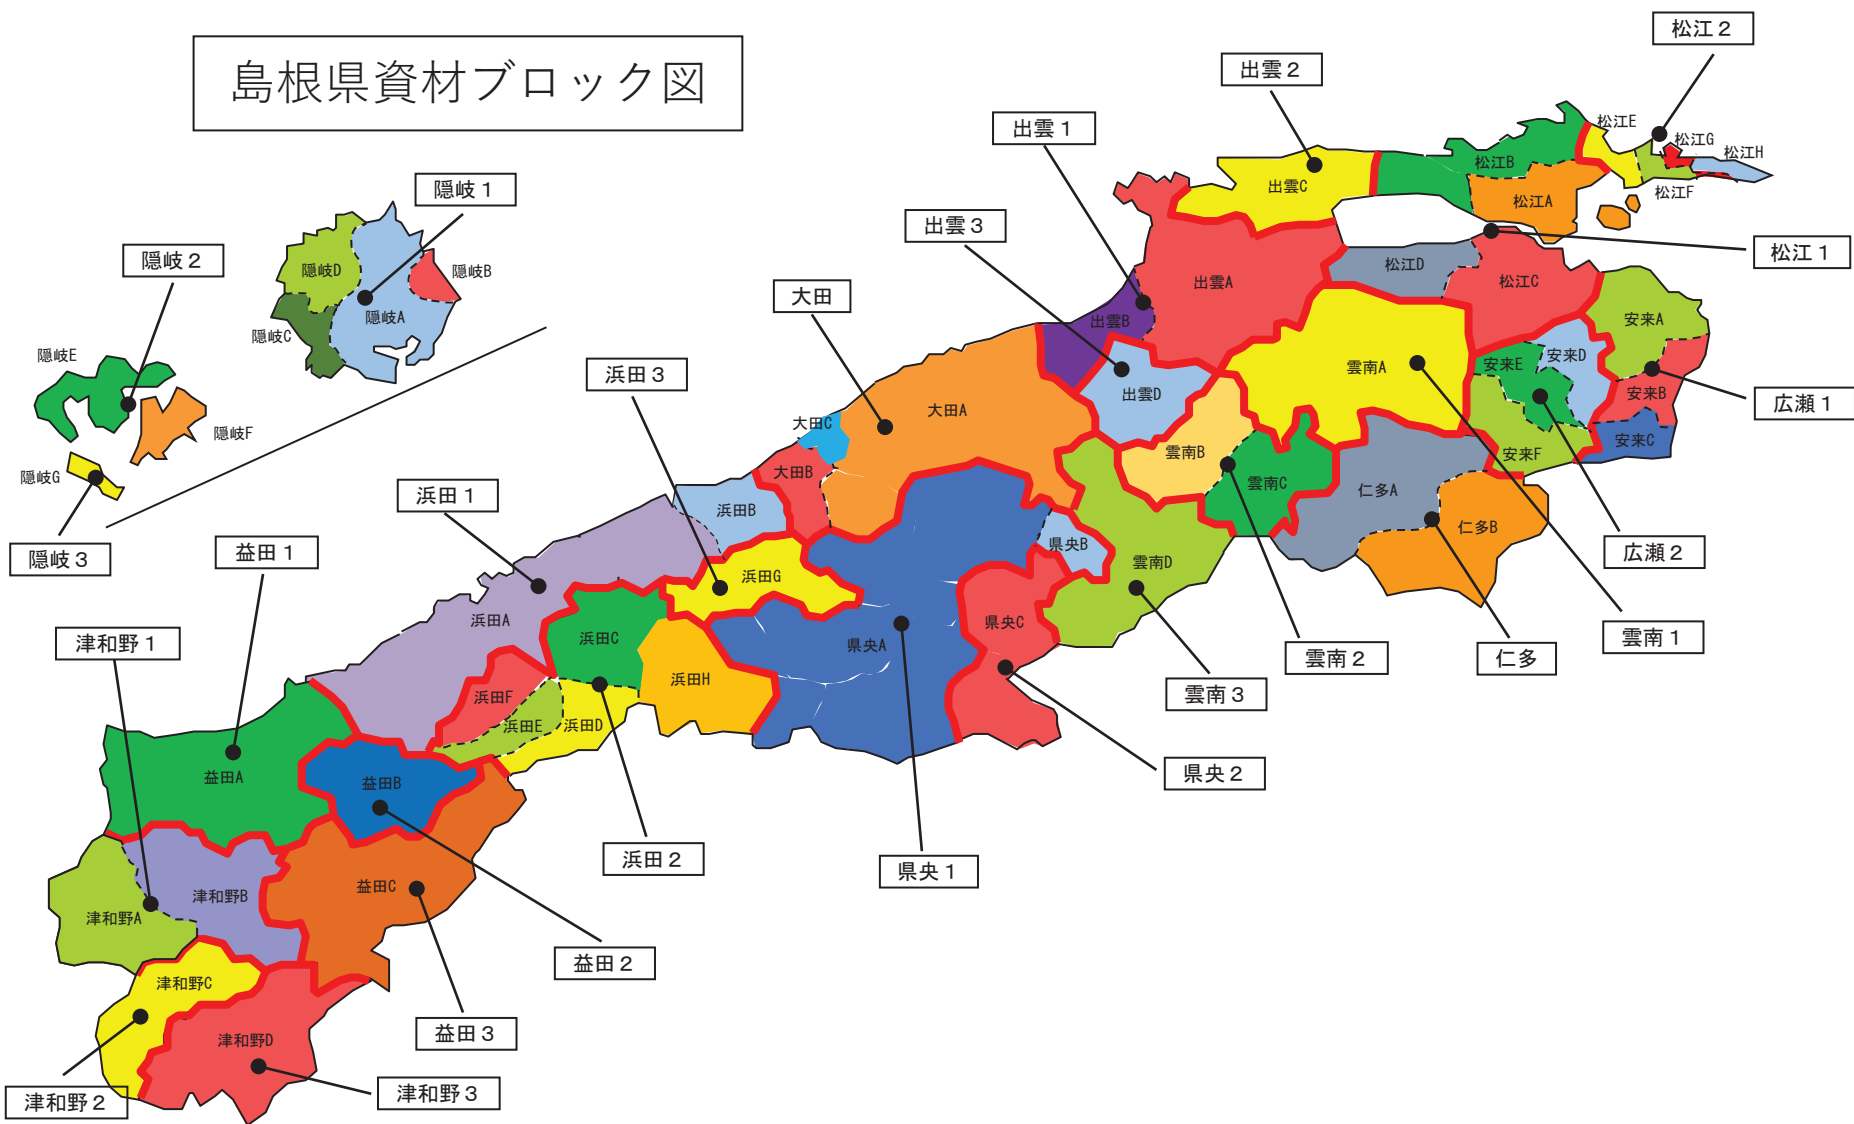 島根県資材ブロック図
松江２
出雲２
出雲１
松江E
松江G
松江H
松江B
松江F
松江A
出雲C
隠岐１
出雲３
松江１
隠岐２
隠岐D
隠岐B
隠岐A
隠岐C
松江D
松江C
出雲A
大田
出雲B
安来A
隠岐E
浜田３
安来D
安来E
雲南A
出雲D
安来B
広瀬１
大田A
大田C
隠岐F
安来C
雲南B
安来F
隠岐G
大田B
雲南C
仁多A
浜田１
浜田B
仁多B
隠岐３
益田１
県央B
雲南D
広瀬２
浜田G
浜田A
県央C
津和野１
浜田C
県央A
雲南２
仁多
雲南１
浜田H
浜田F
雲南３
浜田E
浜田D
益田A
益田B
県央２
浜田２
県央１
益田C
津和野B
津和野A
益田２
津和野C
益田３
津和野D
津和野２
津和野３